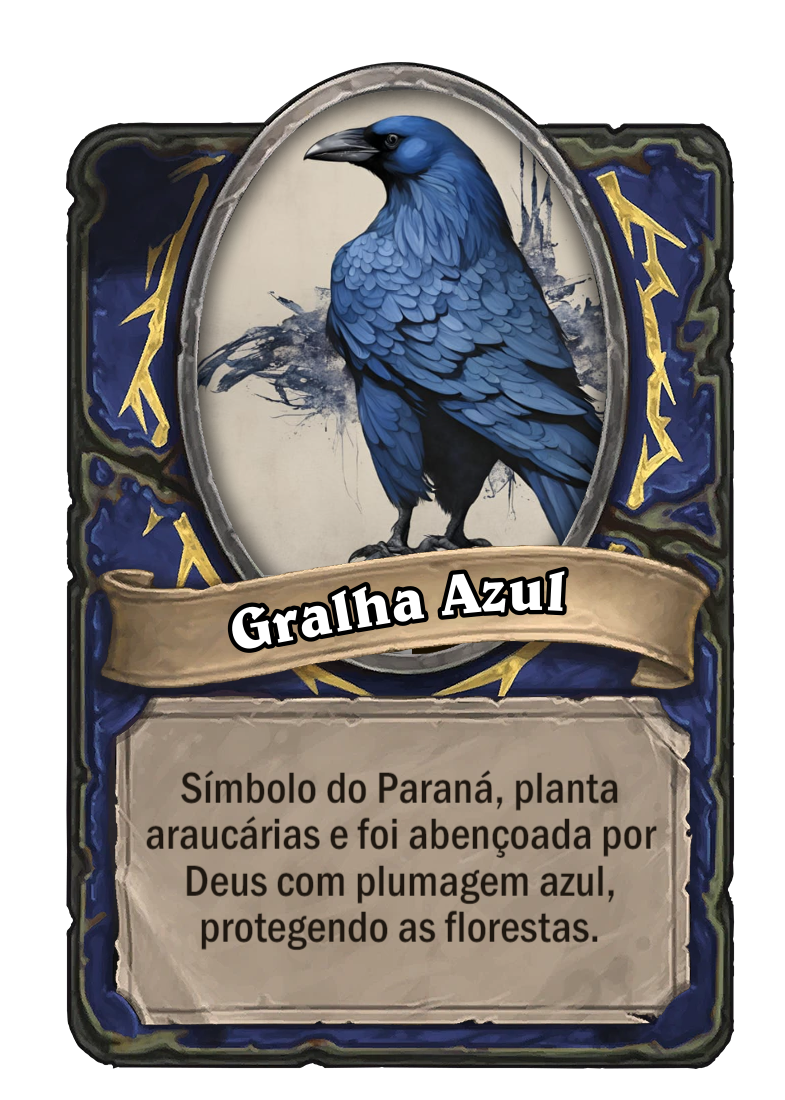 Gralha Azul
Símbolo do Paraná, planta
araucárias e foi abençoada por
Deus com plumagem azul,
protegendo as florestas.